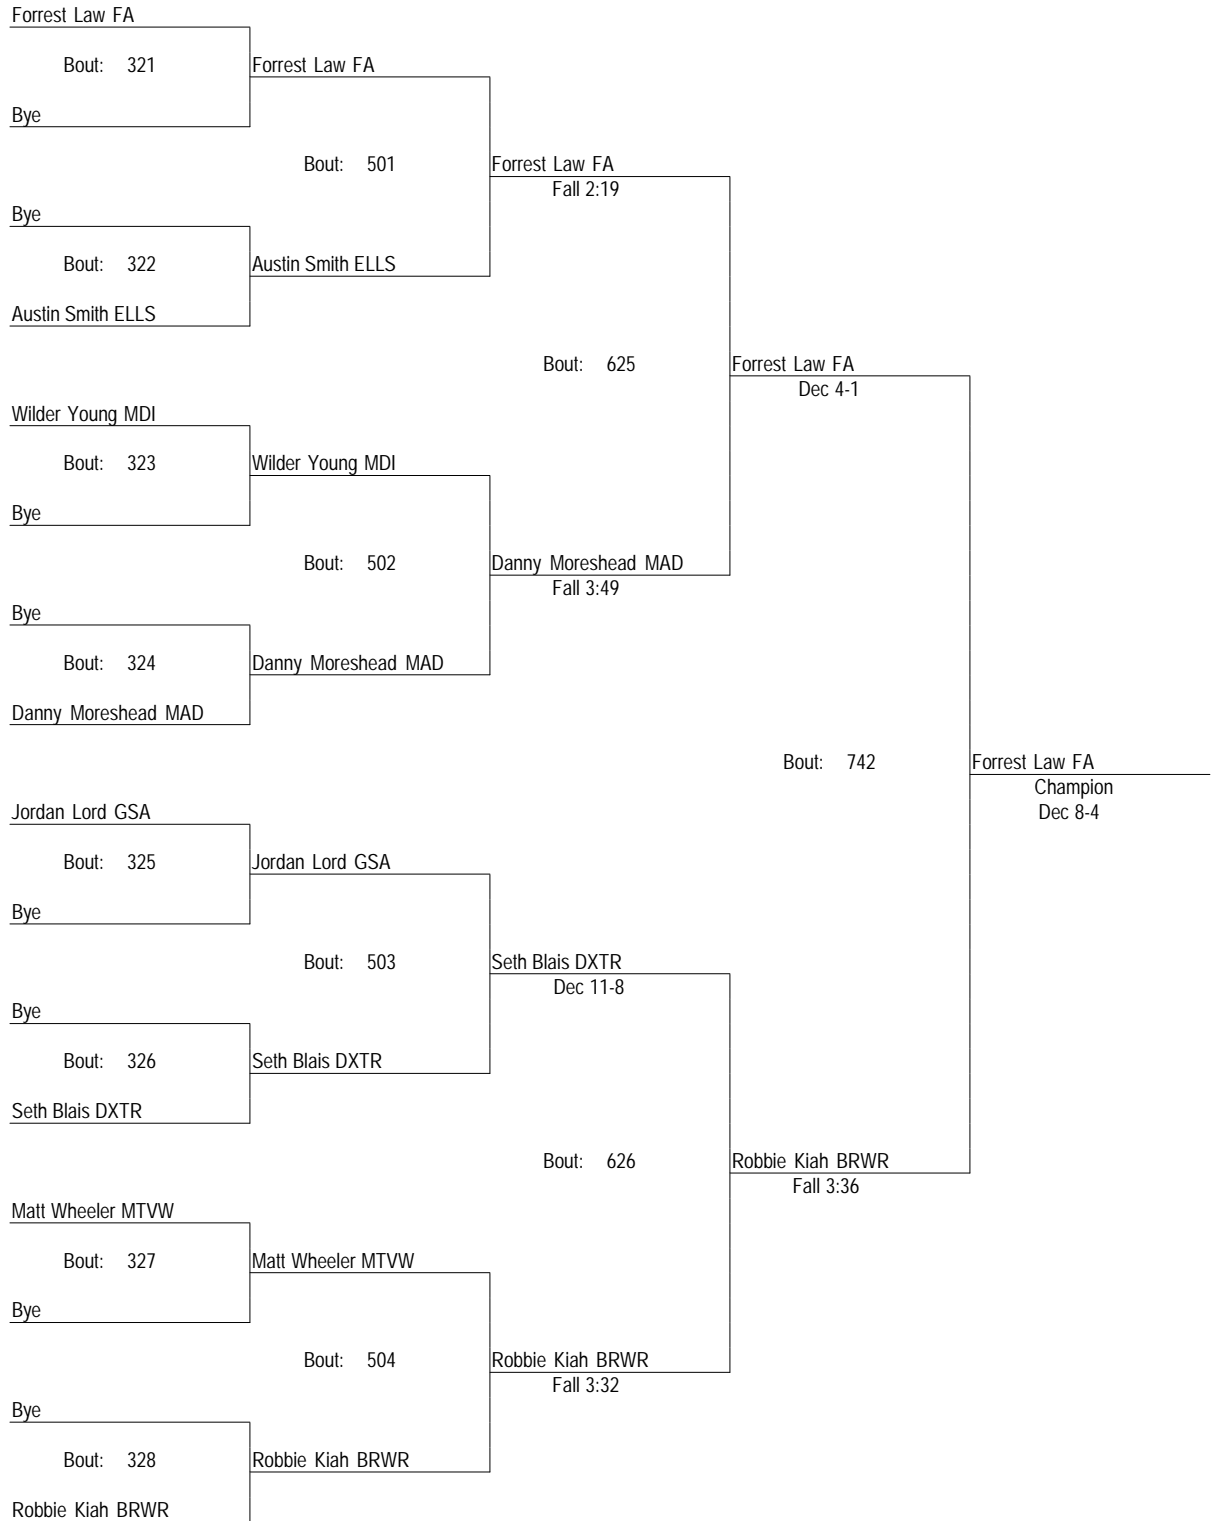 Forrest Law FA
Bout: 321 Forrest Law FA
Bye
Bout: 501 Forrest Law FA
Fall 2:19
Bye
Bout: 322 Austin Smith ELLS
Austin Smith ELLS
Bout: 625 Forrest Law FA
Dec 4-1
Wilder Young MDI
Bout: 323 Wilder Young MDI
Bye
Bout: 502 Danny Moreshead MAD
Fall 3:49
Bye
Bout: 324 Danny Moreshead MAD
Danny Moreshead MAD
Bout: 742 Forrest Law FA
Champion
Jordan Lord GSA Dec 8-4
Bout: 325 Jordan Lord GSA
Bye
Bout: 503 Seth Blais DXTR
Dec 11-8
Bye
Bout: 326 Seth Blais DXTR
Seth Blais DXTR
Bout: 626 Robbie Kiah BRWR
Fall 3:36
Matt Wheeler MTVW
Bout: 327 Matt Wheeler MTVW
Bye
Bout: 504 Robbie Kiah BRWR
Fall 3:32
Bye
Bout: 328 Robbie Kiah BRWR
Robbie Kiah BRWR